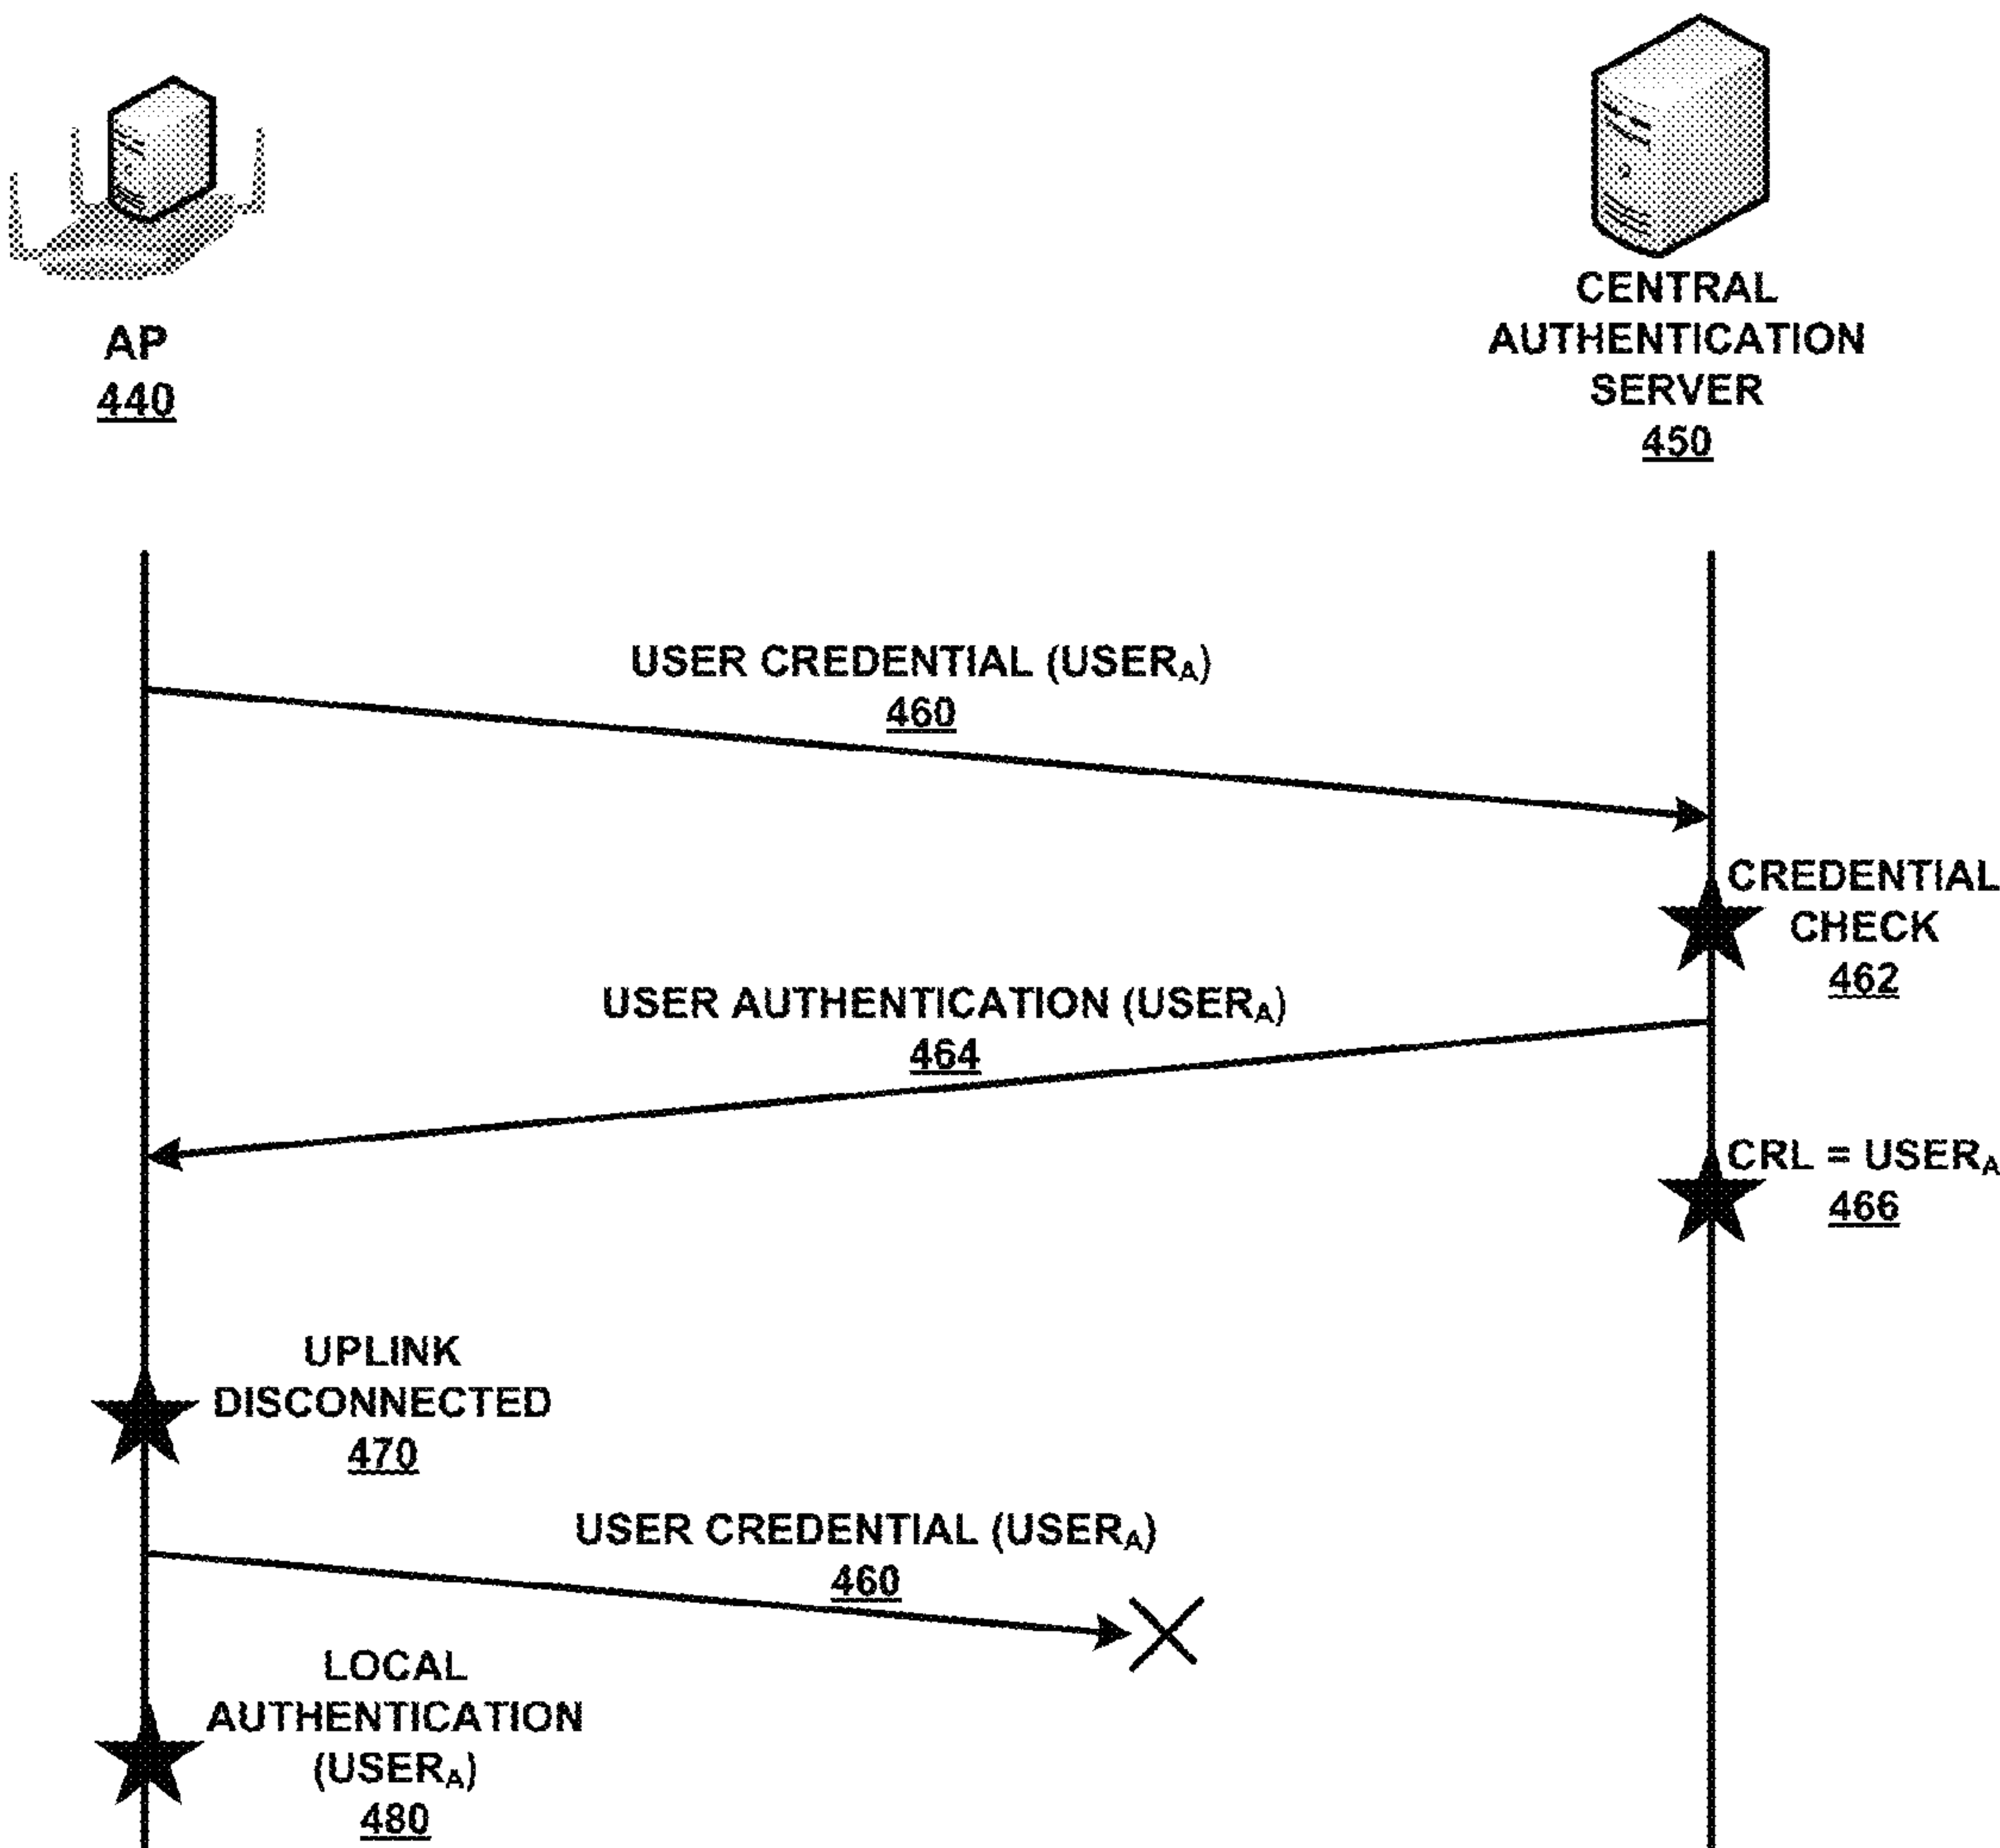 AP
440
CENTRAL
AUTHENTICATION
SERVER
450
USER CREDENTIAL (USERA)
460
CREDENTIAL
CHECK
462
USER AUTHENTICATION (USERA)
464
CRL = USERA
466
UPLINK
DISCONNECTED
470
USER CREDENTIAL (USERA)
460
LOCAL
AUTHENTICATION
(USERA)
480